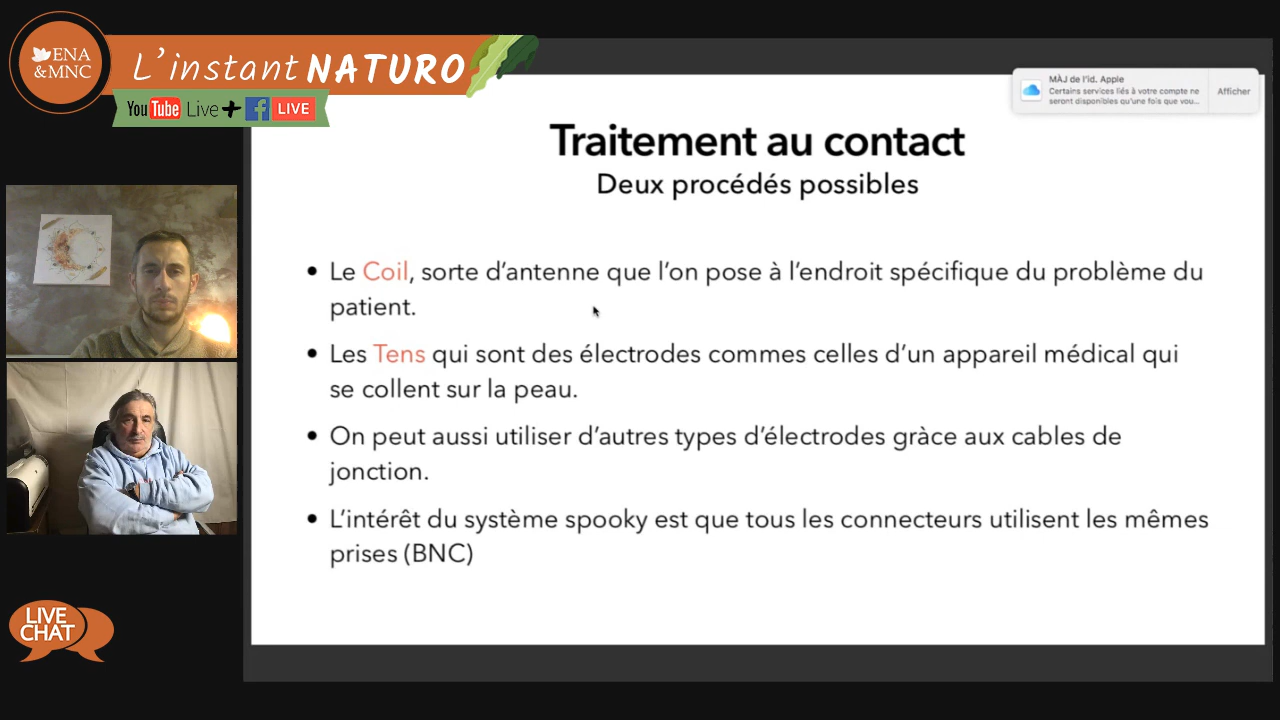 ENA
&MNC
L'instant NATURO
YouTube Live+ f LIVE
MÀJ de l'id. Apple
Certains services liés à votre compte ne
seront disponibles qu'une fois que vou...
Afficher
Traitement au contact
Deux procédés possibles
• Le Coil, sorte d'antenne que l'on pose à l'endroit spécifique du problème du
patient.
• Les Tens qui sont des électrodes commes celles d'un appareil médical qui
se collent sur la peau.
• On peut aussi utiliser d'autres types d'électrodes gràce aux cables de
jonction.
• L'intérêt du système spooky est que tous les connecteurs utilisent les mêmes
prises (BNC)
LIVE
CHAT